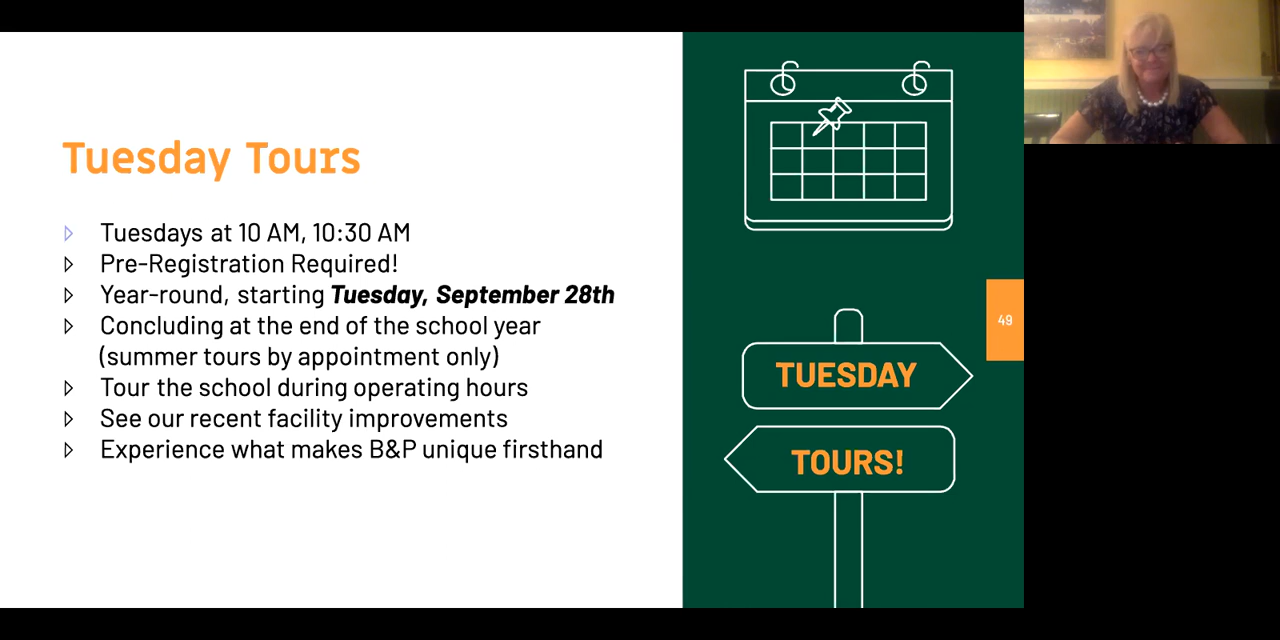 Tuesday Tours
Tuesdays at 10 AM, 10:30 AM
Pre-Registration Required!
Year-round, starting Tuesday, September 28th
Concluding at the end of the school year
(summer tours by appointment only)
Tour the school during operating hours
See our recent facility improvements
Experience what makes B&P unique firsthand
49
TUESDAY
TOURS!